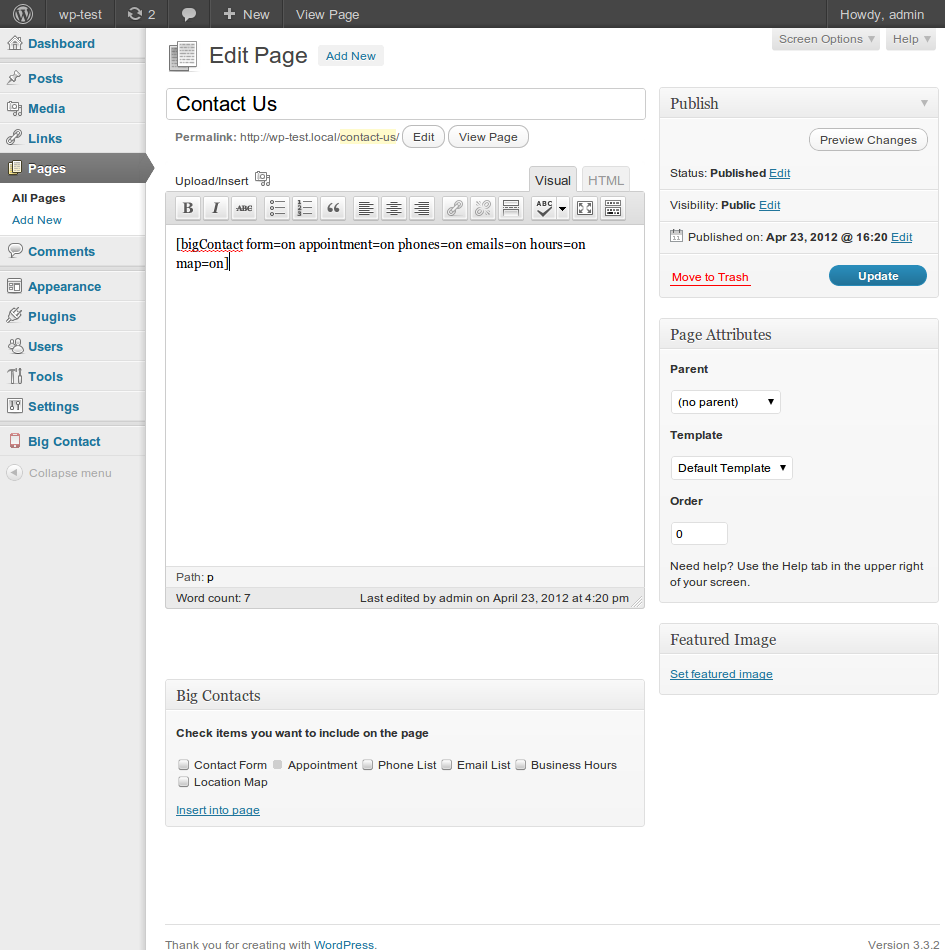 wp-test 2 + New View Page Howdy, admin
Screen Options Help
Dashboard
Posts
Media
Links
Pages
All Pages
Add New
Comments
Appearance
Plugins
Users
Tools
Settings
Big Contact
Collapse menu
Edit Page Add New
Contact Us
Permalink: http://wp-test.local/contact-us/ Edit View Page
Upload/Insert Visual HTML
B I ABC ABC
[bigContact form=on appointment=on phones=on emails=on hours=on
map=on]
Path: p
Word count: 7 Last edited by admin on April 23, 2012 at 4:20 pm
Big Contacts
Check items you want to include on the page
Contact Form Appointment Phone List Email List Business Hours
Location Map
Insert into page
Publish
Preview Changes
Status: Published Edit
Visibility: Public Edit
Published on: Apr 23, 2012 @ 16:20 Edit
Move to Trash Update
Page Attributes
Parent
(no parent)
Template
Default Template
Order
0
Need help? Use the Help tab in the upper right
of your screen.
Featured Image
Set featured image
Thank you for creating with WordPress. Version 3.3.2